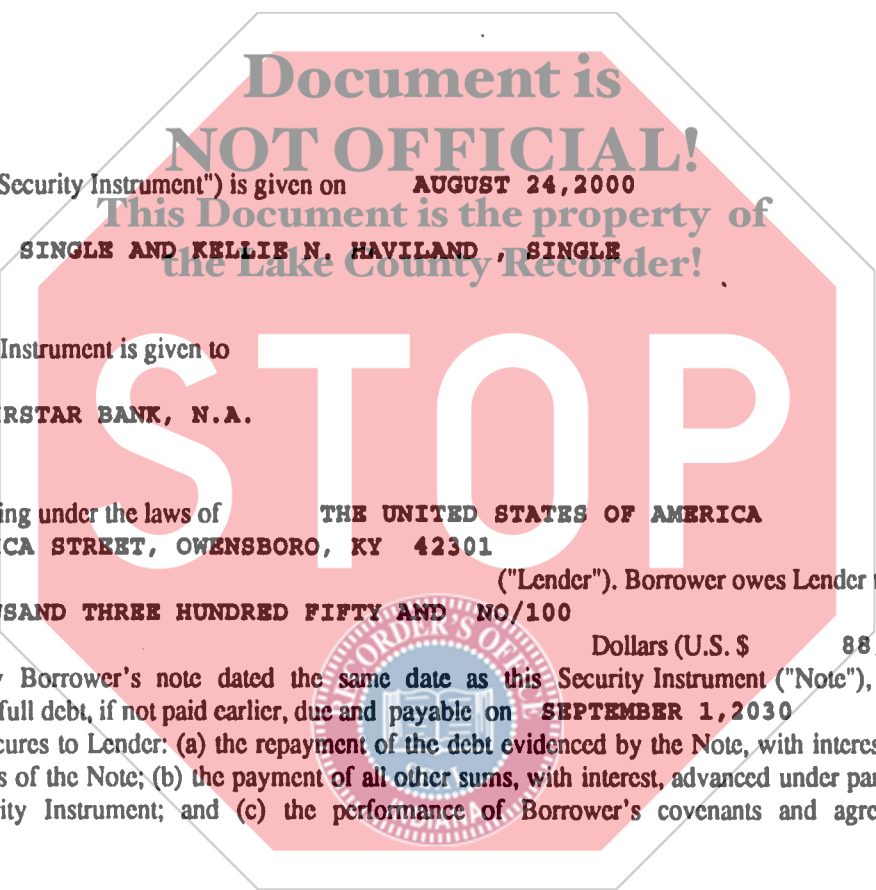 Document is
NOT OFFICIAL!
Security Instrument") is given on AUGUST 24,2000
This Document is the property of
SINGLE AND KELLIE N. HAVILAND , SINGLE
the Lake County Recorder!
Instrument is given to
RSTAR BANK, N.A.
STOP
ing under the laws of THE UNITED STATES OF AMERICA
ICA STREET, OWENSBORO, KY 42301
("Lender"). Borrower owes Lender
USAND THREE HUNDRED FIFTY AND NO/100
Dollars (U.S. $ 88
Borrower's note dated the same date as this Security Instrument ("Note"),
full debt, if not paid earlier, due and payable on SEPTEMBER 1,2030
cures to Lender: (a) the repayment of the debt evidenced by the Note, with interes
s of the Note; (b) the payment of all other sums, with interest, advanced under par
ity Instrument; and (c) the performance of Borrower's covenants and agre
RECORDER'S OFFICE
INDIANA